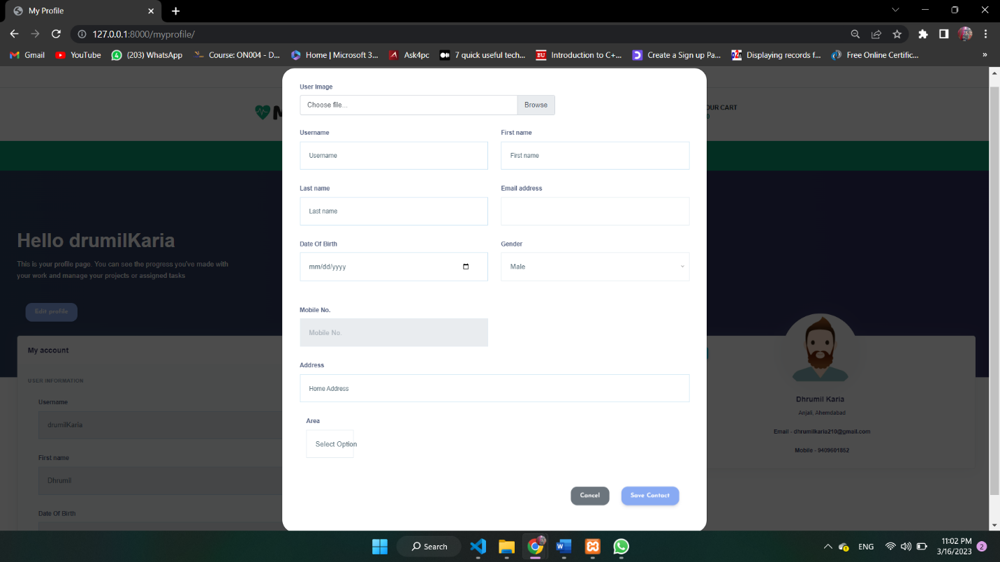 My Profile
127.0.0.1:8000/myprofile/
Gmail YouTube (203) WhatsApp Course: ON004 - D... Home | Microsoft 3... Ask4pc 7 quick useful tech... BU Introduction to C+... Create a Sign up Pa... Displaying records f... Free Online Certific... »
User Image
Choose file... Browse
OUR CART
Username First name
Username First name
Last name Email address
Last name
Hello drumilKaria
This is your profile page. You can see the progress you've made with
your work and manage your projects or assigned tasks
Date Of Birth Gender
mm/dd/yyyy Male
Edit profile
Mobile No.
Mobile No.
My account
Address
USER INFORMATION
Home Address
Username
drumilKaria
Area
Select Option
First name
Dhrumil
Date Of Birth
Cancel Save Contact
Dhrumil Karia
Anjali, Ahemdabad
Email - dhrumilkaria210@gmail.com
Mobile - 9409601852
Search
ENG
11:02 PM
3/16/2023
2